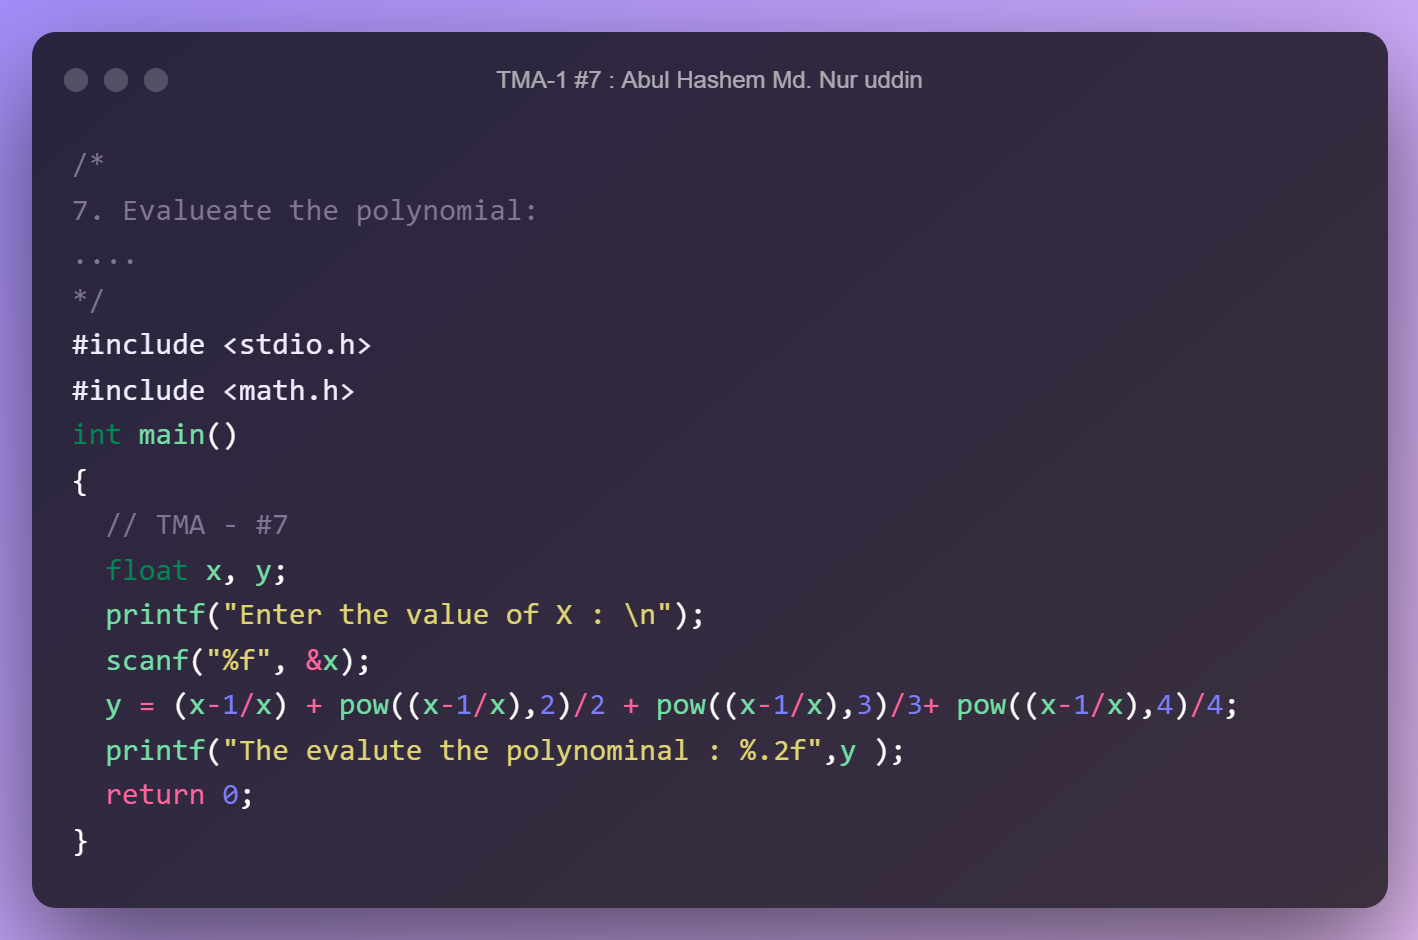 TMA-1 #7 : Abul Hashem Md. Nur uddin
/*
7. Evalueate the polynomial:
....
*/
#include <stdio.h>
#include <math.h>
int main()
{
  // TMA - #7
  float x, y;
  printf("Enter the value of X : \n");
  scanf("%f", &x);
  y = (x-1/x) + pow((x-1/x),2)/2 + pow((x-1/x),3)/3+ pow((x-1/x),4)/4;
  printf("The evalute the polynominal : %.2f",y );
  return 0;
}